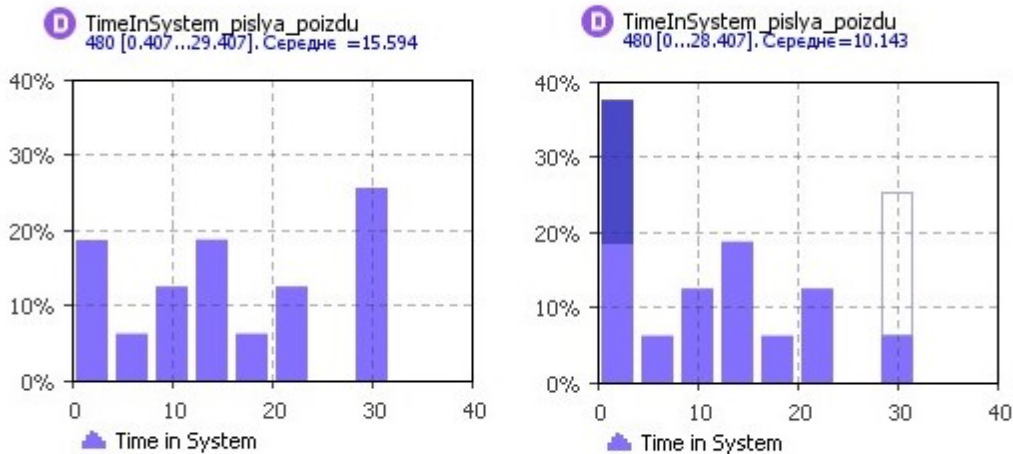 D TimeInSystem_pislya_poizdu
480 [0.407...29.407]. Середнє =15.594
40%
30%
20%
10%
0%
0 10 20 30 40
Time in System
D TimeInSystem_pislya_poizdu
480 [0...28.407]. Середнє=10.143
40%
30%
20%
10%
0%
0 10 20 30 40
Time in System